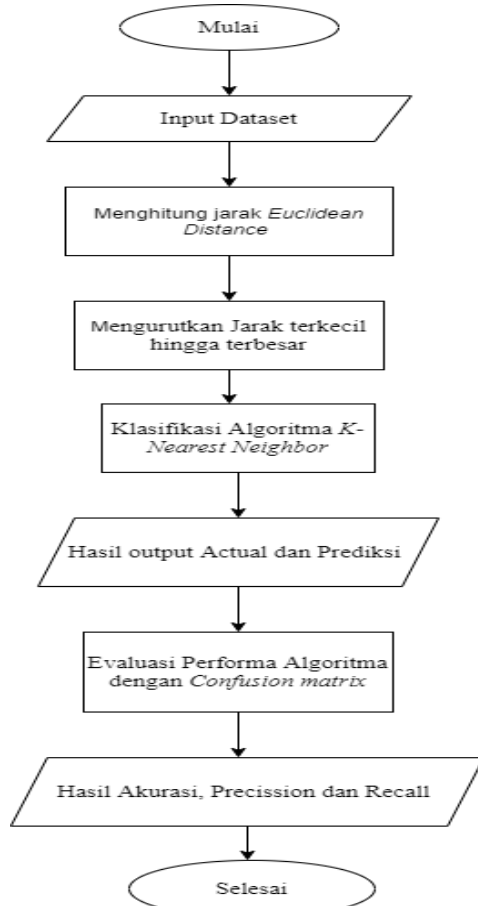 Mulai
Input Dataset
Menghitung jarak Euclidean
Distance
Mengurutkan Jarak terkecil
hingga terbesar
Klasifikasi Algoritma K-
Nearest Neighbor
Hasil output Actual dan Prediksi
Evaluasi Performa Algoritma
dengan Confusion matrix
Hasil Akurasi, Precission dan Recall
Selesai